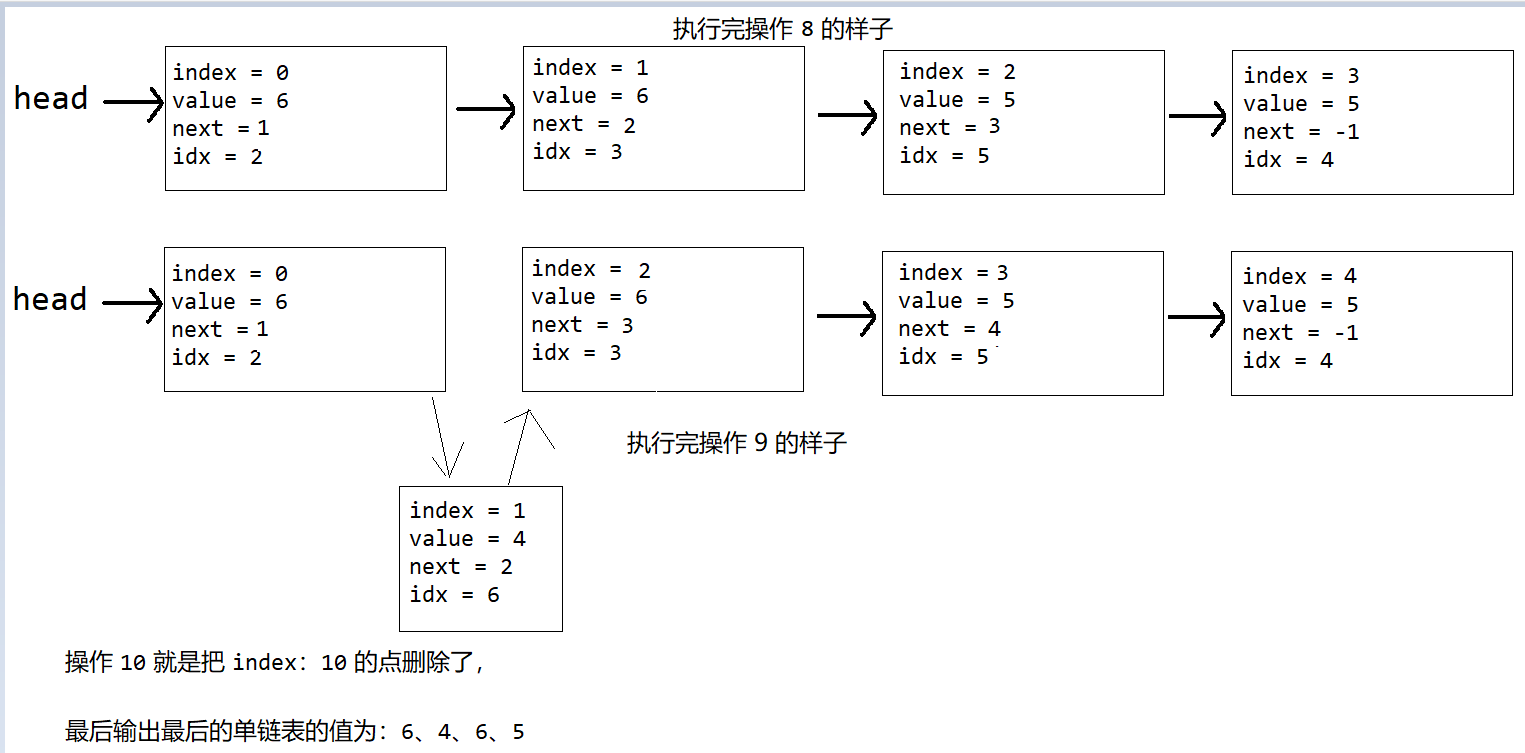 执行完操作 8 的样子
head
index = 0
value = 6
next = 1
idx = 2
index = 1
value = 6
next = 2
idx = 3
index = 2
value = 5
next = 3
idx = 5
index = 3
value = 5
next = -1
idx = 4
head
index = 0
value = 6
next = 1
idx = 2
index = 2
value = 6
next = 3
idx = 3
index = 3
value = 5
next = 4
idx = 5
index = 4
value = 5
next = -1
idx = 4
执行完操作 9 的样子
index = 1
value = 4
next = 2
idx = 6
操作 10 就是把 index：10 的点删除了，
最后输出最后的单链表的值为：6、4、6、5